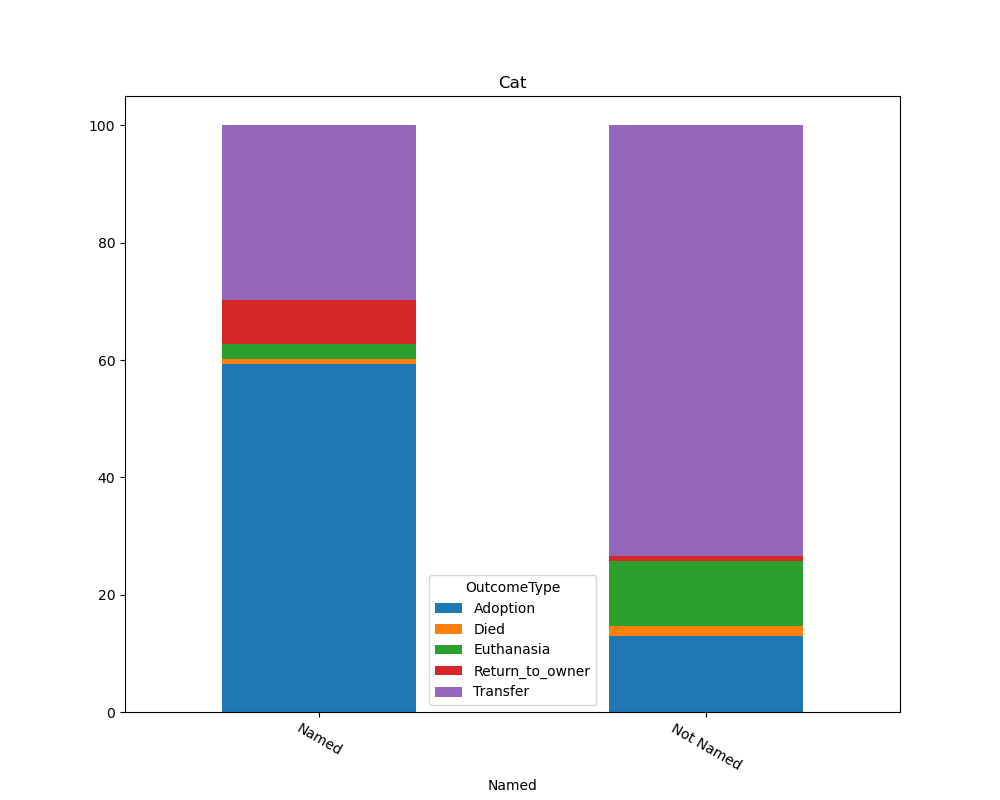 Cat
100
80
60
40
20
0
OutcomeType
Adoption
Died
Euthanasia
Return_to_owner
Transfer
Named
Not Named
Named